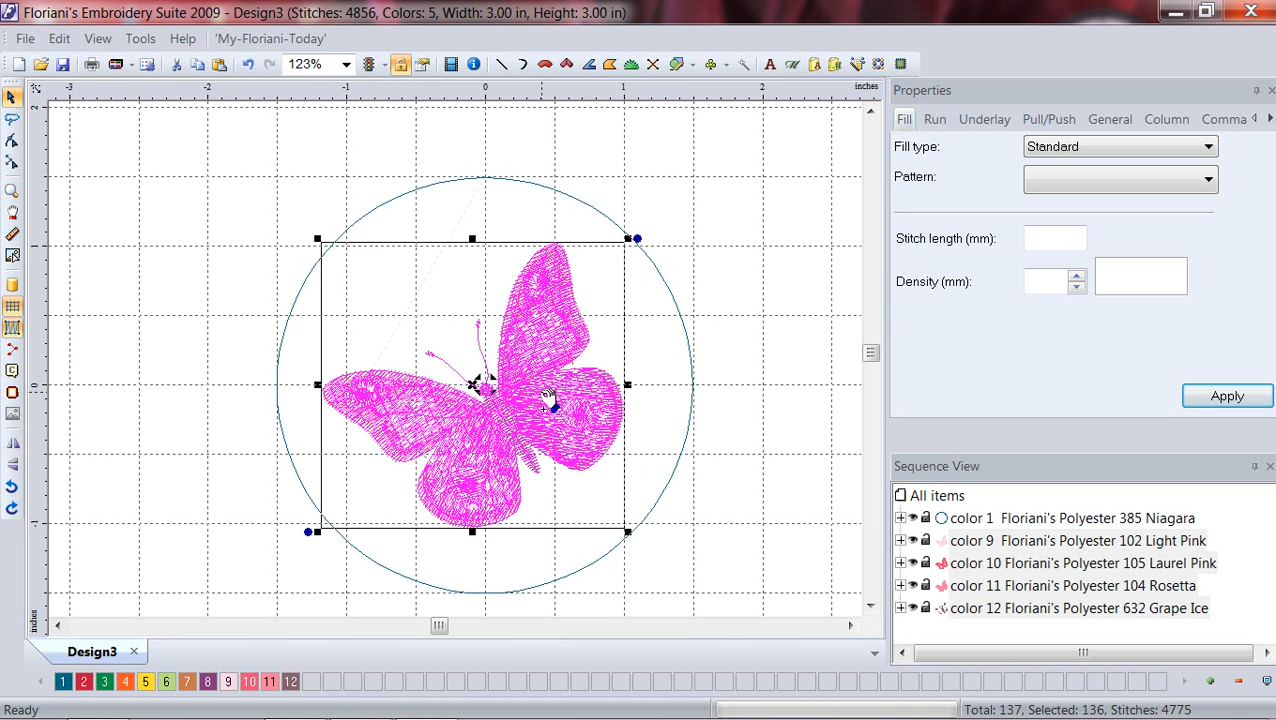 Floriani's Embroidery Suite 2009 - Design3 (Stitches: 4856, Colors: 5, Width: 3.00 in, Height: 3.00 in)
File Edit View Tools Help 'My-Floriani-Today'
123%
-3 -2 -1 0 1 2 inches
2
1
0
-1
inches
Properties
Fill Run Underlay Pull/Push General Column Comma
Fill type: Standard
Pattern:
Stitch length (mm):
Density (mm):
Apply
Sequence View
All items
color 1 Floriani's Polyester 385 Niagara
color 9 Floriani's Polyester 102 Light Pink
color 10 Floriani's Polyester 105 Laurel Pink
color 11 Floriani's Polyester 104 Rosetta
color 12 Floriani's Polyester 632 Grape Ice
Design3
1 2 3 4 5 6 7 8 9 10 11 12
Ready
Total: 137, Selected: 136, Stitches: 4775